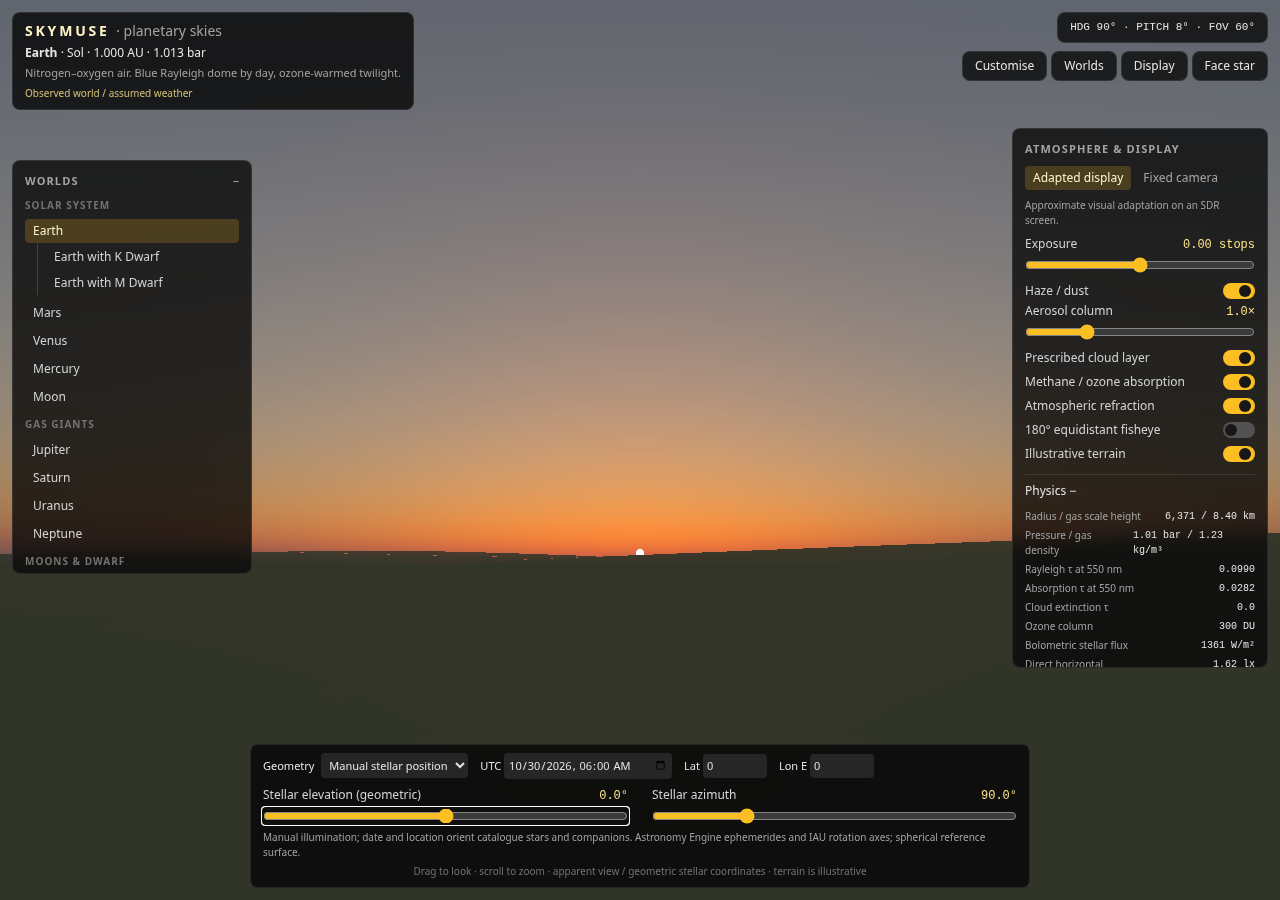 SKYMUSE · planetary skies
Earth · Sol · 1.000 AU · 1.013 bar
Nitrogen–oxygen air. Blue Rayleigh dome by day, ozone-warmed twilight.
Observed world / assumed weather
HDG 90° · PITCH 8° · FOV 60°
Customise Worlds Display Face star
WORLDS –
SOLAR SYSTEM
Earth
Earth with K Dwarf
Earth with M Dwarf
Mars
Venus
Mercury
Moon
GAS GIANTS
Jupiter
Saturn
Uranus
Neptune
MOONS & DWARF
ATMOSPHERE & DISPLAY
Adapted display Fixed camera
Approximate visual adaptation on an SDR
screen.
Exposure 0.00 stops
Haze / dust
Aerosol column 1.0×
Prescribed cloud layer
Methane / ozone absorption
Atmospheric refraction
180° equidistant fisheye
Illustrative terrain
Physics –
Radius / gas scale height 6,371 / 8.40 km
Pressure / gas density 1.01 bar / 1.23 kg/m³
Rayleigh τ at 550 nm 0.0990
Absorption τ at 550 nm 0.0282
Cloud extinction τ 0.0
Ozone column 300 DU
Bolometric stellar flux 1361 W/m²
Direct horizontal 1.62 lx
Geometry Manual stellar position UTC 10/30/2026, 06:00 AM Lat 0 Lon E 0
Stellar elevation (geometric) 0.0° Stellar azimuth 90.0°
Manual illumination; date and location orient catalogue stars and companions. Astronomy Engine ephemerides and IAU rotation axes; spherical reference
surface.
Drag to look · scroll to zoom · apparent view / geometric stellar coordinates · terrain is illustrative